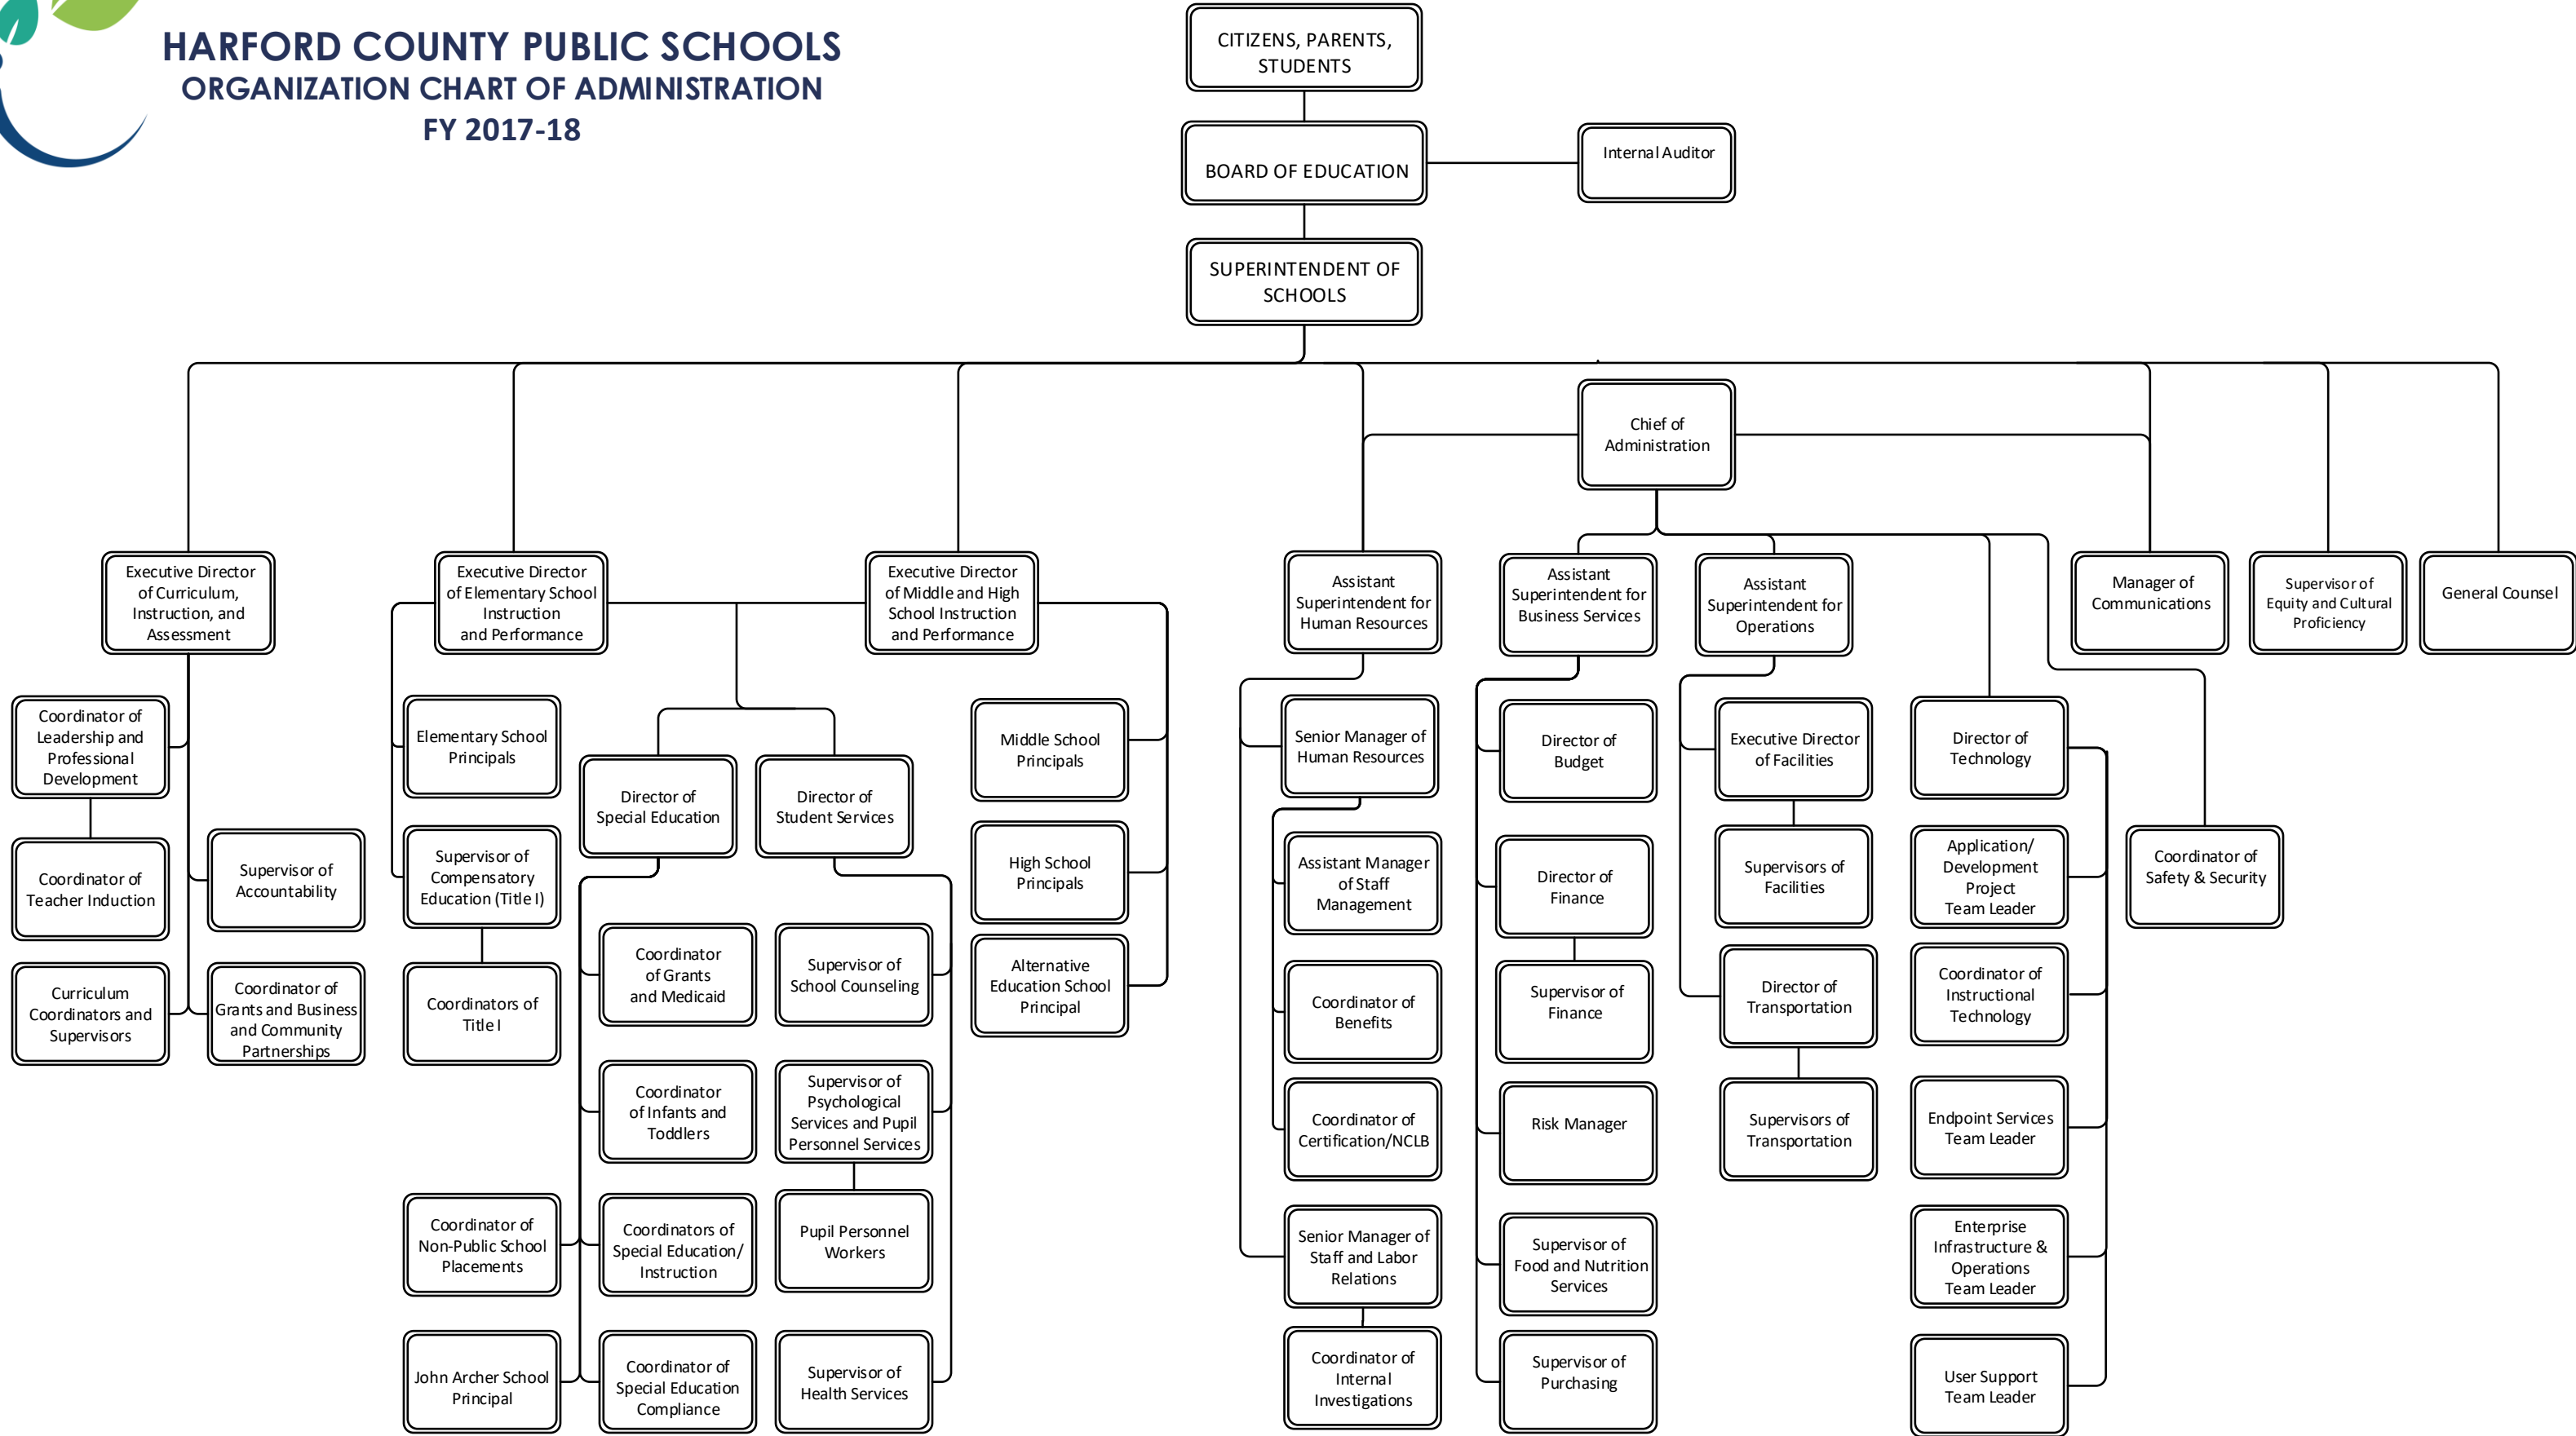 HARFORD COUNTY PUBLIC SCHOOLS
ORGANIZATION CHART OF ADMINISTRATION
FY 2017-18
CITIZENS, PARENTS,
STUDENTS
BOARD OF EDUCATION
Internal Auditor
SUPERINTENDENT OF
SCHOOLS
Chief of
Administration
Executive Director
of Curriculum,
Instruction, and
Assessment
Executive Director
of Elementary School
Instruction
and Performance
Executive Director
of Middle and High
School Instruction
and Performance
Assistant
Superintendent for
Human Resources
Assistant
Superintendent for
Business Services
Assistant
Superintendent for
Operations
Manager of
Communications
Supervisor of
Equity and Cultural
Proficiency
General Counsel
Coordinator of
Leadership and
Professional
Development
Coordinator of
Teacher Induction
Curriculum
Coordinators and
Supervisors
Supervisor of
Accountability
Coordinator of
Grants and Business
and Community
Partnerships
Elementary School
Principals
Supervisor of
Compensatory
Education (Title I)
Coordinators of
Title I
Director of
Special Education
Director of
Student Services
Coordinator
of Grants
and Medicaid
Coordinator
of Infants and
Toddlers
Coordinator of
Non-Public School
Placements
Coordinators of
Special Education/
Instruction
John Archer School
Principal
Coordinator of
Special Education
Compliance
Supervisor of
School Counseling
Supervisor of
Psychological
Services and Pupil
Personnel Services
Pupil Personnel
Workers
Supervisor of
Health Services
Middle School
Principals
High School
Principals
Alternative
Education School
Principal
Senior Manager of
Human Resources
Assistant Manager
of Staff
Management
Coordinator of
Benefits
Coordinator of
Certification/NCLB
Senior Manager of
Staff and Labor
Relations
Coordinator of
Internal
Investigations
Director of
Budget
Director of
Finance
Supervisor of
Finance
Risk Manager
Supervisor of
Food and Nutrition
Services
Supervisor of
Purchasing
Executive Director
of Facilities
Supervisors of
Facilities
Director of
Transportation
Supervisors of
Transportation
Director of
Technology
Application/
Development
Project
Team Leader
Coordinator of
Instructional
Technology
Endpoint Services
Team Leader
Enterprise
Infrastructure &
Operations
Team Leader
User Support
Team Leader
Coordinator of
Safety & Security